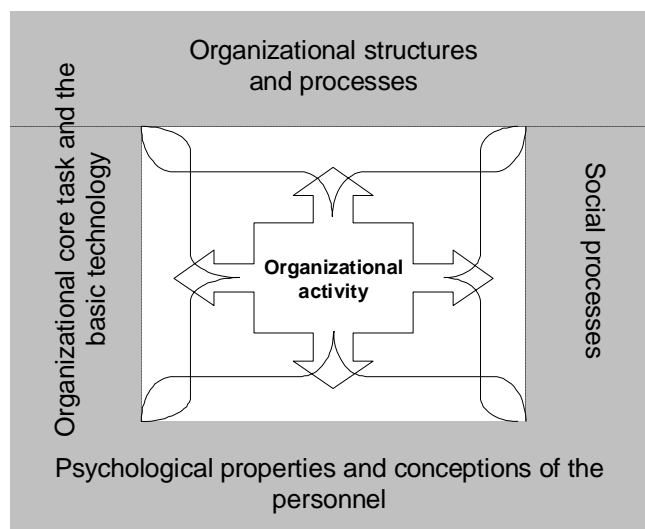 Organizational structures
and processes
Organizational core task and the
basic technology
Organizational
activity
Social processes
Psychological properties and conceptions of the
personnel